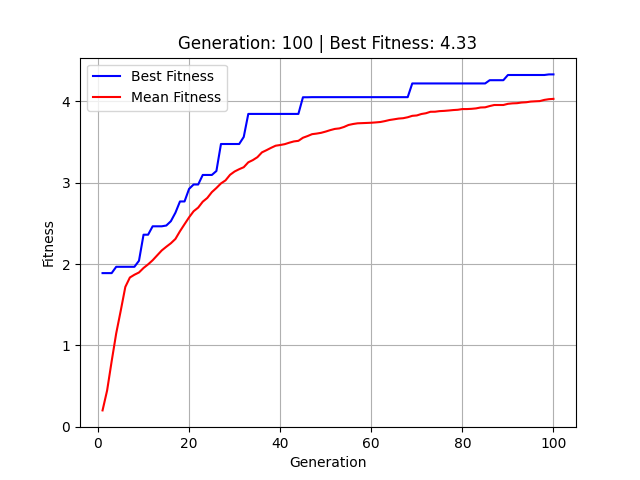 Generation: 100 | Best Fitness: 4.33
Best Fitness
Mean Fitness
Fitness
4
3
2
1
0
0 20 40 60 80 100
Generation